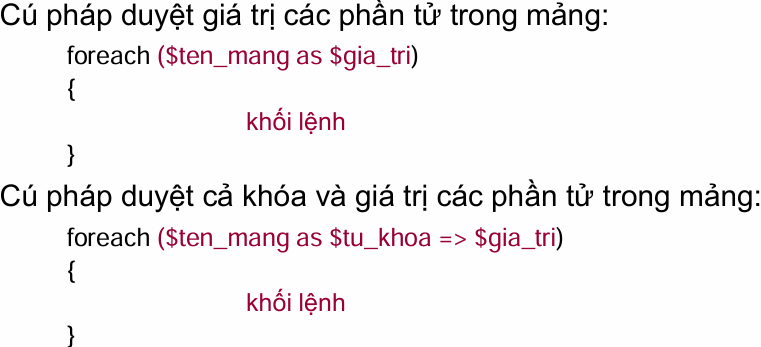 Cú pháp duyệt giá trị các phần tử trong mảng:
foreach ($ten_mang as $gia_tri)
{
khối lệnh
}
Cú pháp duyệt cả khóa và giá trị các phần tử trong mảng:
foreach ($ten_mang as $tu_khoa => $gia_tri)
{
khối lệnh
}